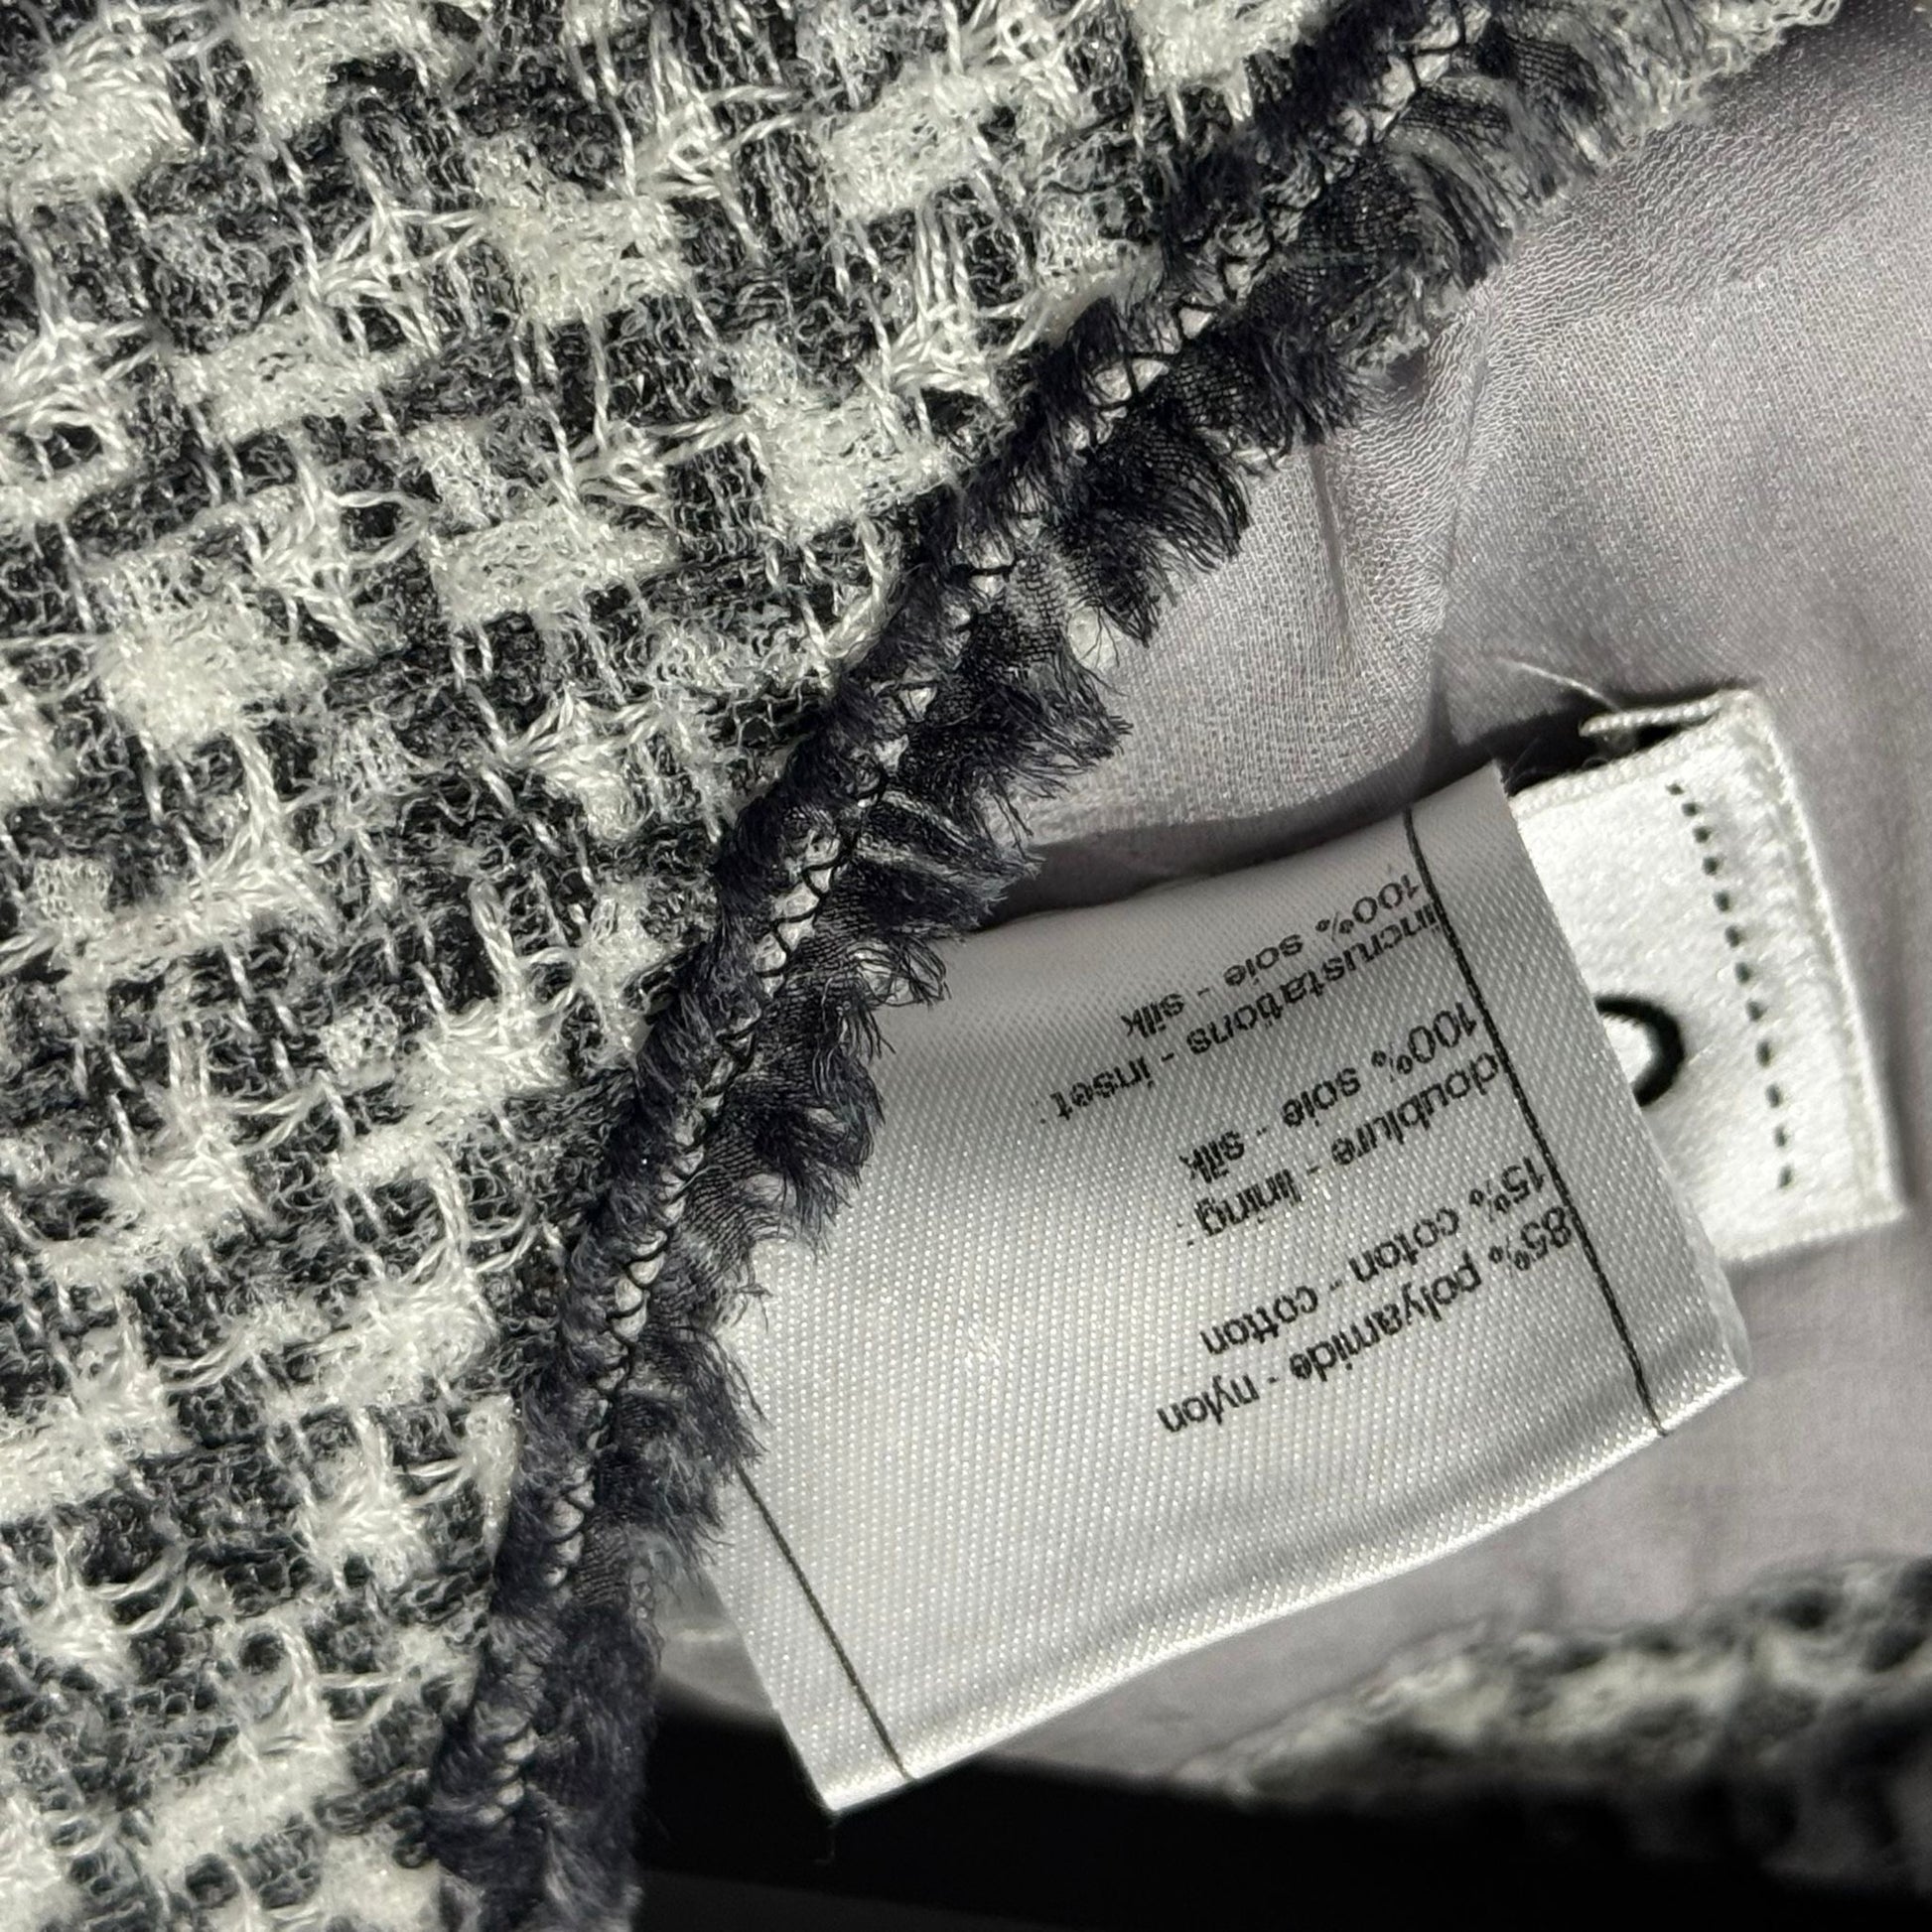 85% polyamide - nylon
15% coton - cotton
doublure - lining :
100% soie - silk
incrustations - inset :
100% soie - silk